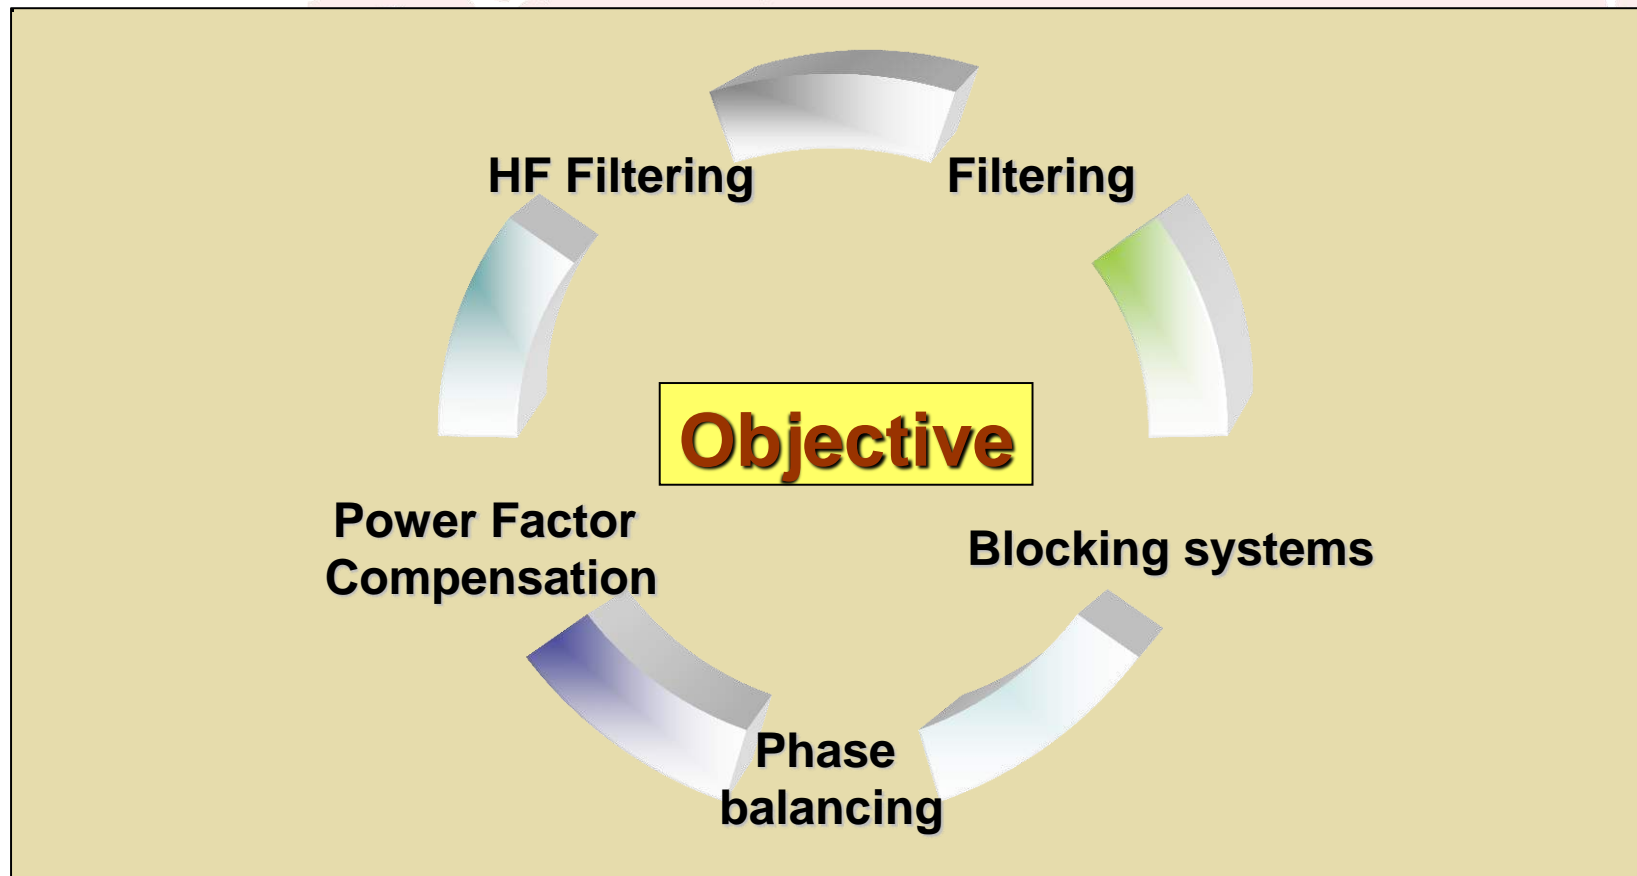 HF Filtering
Filtering
Objective
Power Factor
Compensation
Blocking systems
Phase
balancing